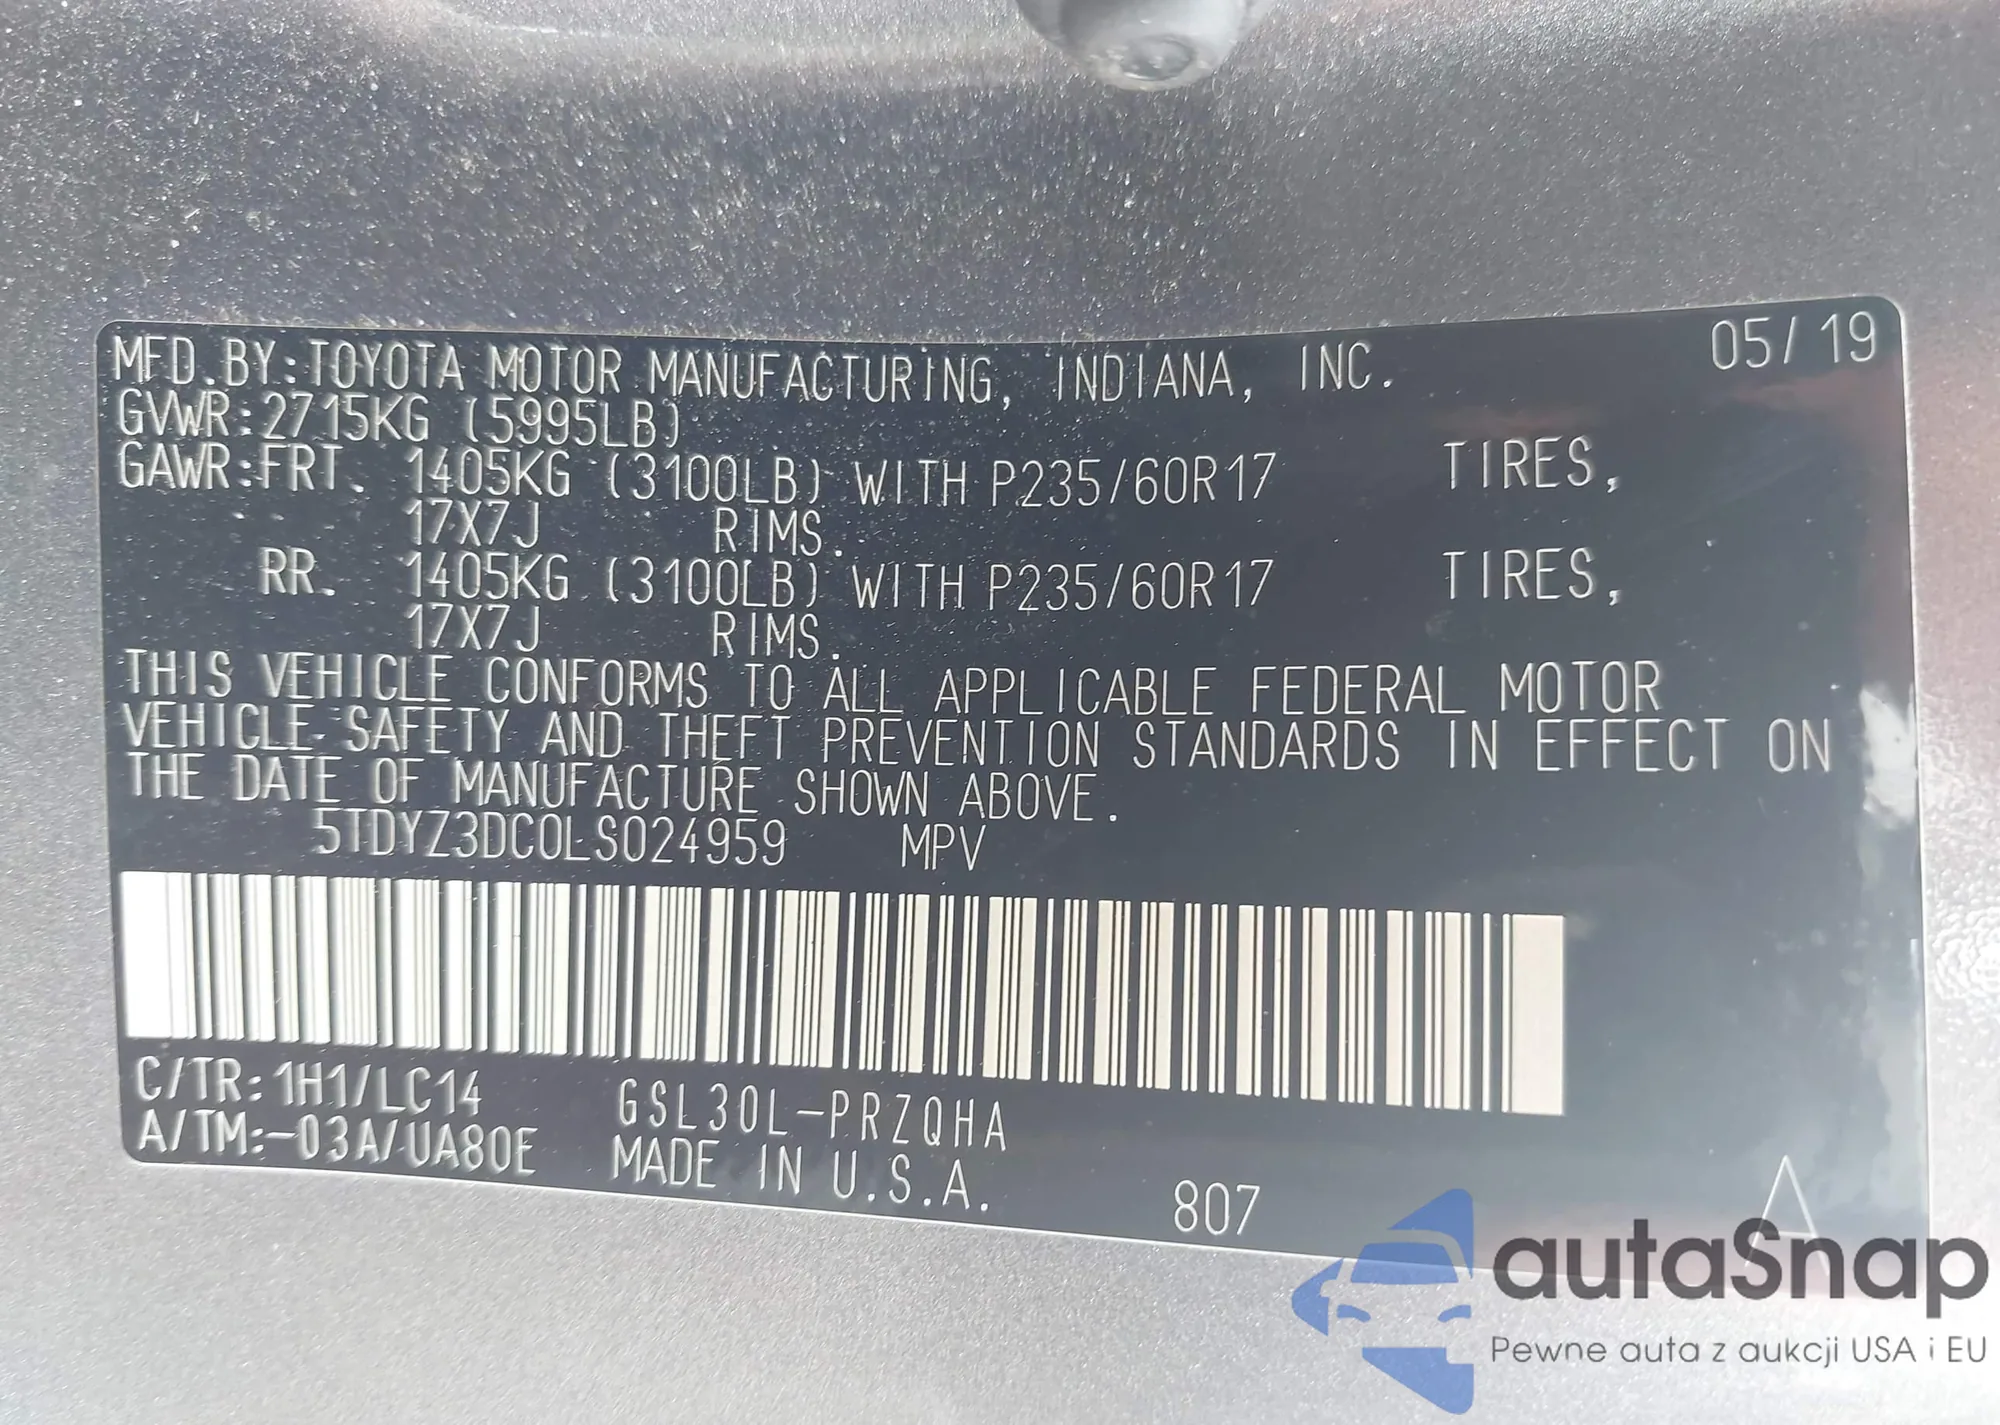 MFD. BY: TOYOTA MOTOR MANUFACTURING, INDIANA, INC. 05/19
GVWR: 2715KG (5995LB)
GAWR: FRT. 1405KG (3100LB) WITH P235/60R17 TIRES,
17X7J RIMS.
RR. 1405KG (3100LB) WITH P235/60R17 TIRES,
17X7J RIMS.
THIS VEHICLE CONFORMS TO ALL APPLICABLE FEDERAL MOTOR
VEHICLE SAFETY AND THEFT PREVENTION STANDARDS IN EFFECT ON
THE DATE OF MANUFACTURE SHOWN ABOVE.
5TDYZ3DC0LS024959 MPV
C/TR: 1H1/LC14 GSL30L-PRZQHA
A/TM:-03A/UA80E MADE IN U.S.A. 807 A
autaSnap
Pewne auta z aukcji USA i EU